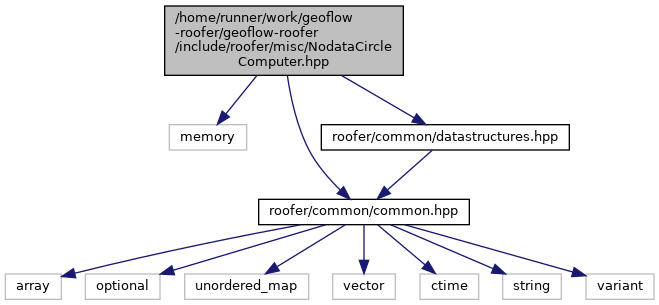 /home/runner/work/geoflow
-roofer/geoflow-roofer
/include/roofer/misc/NodataCircle
Computer.hpp
memory
roofer/common/datastructures.hpp
roofer/common/common.hpp
array
optional
unordered_map
vector
ctime
string
variant